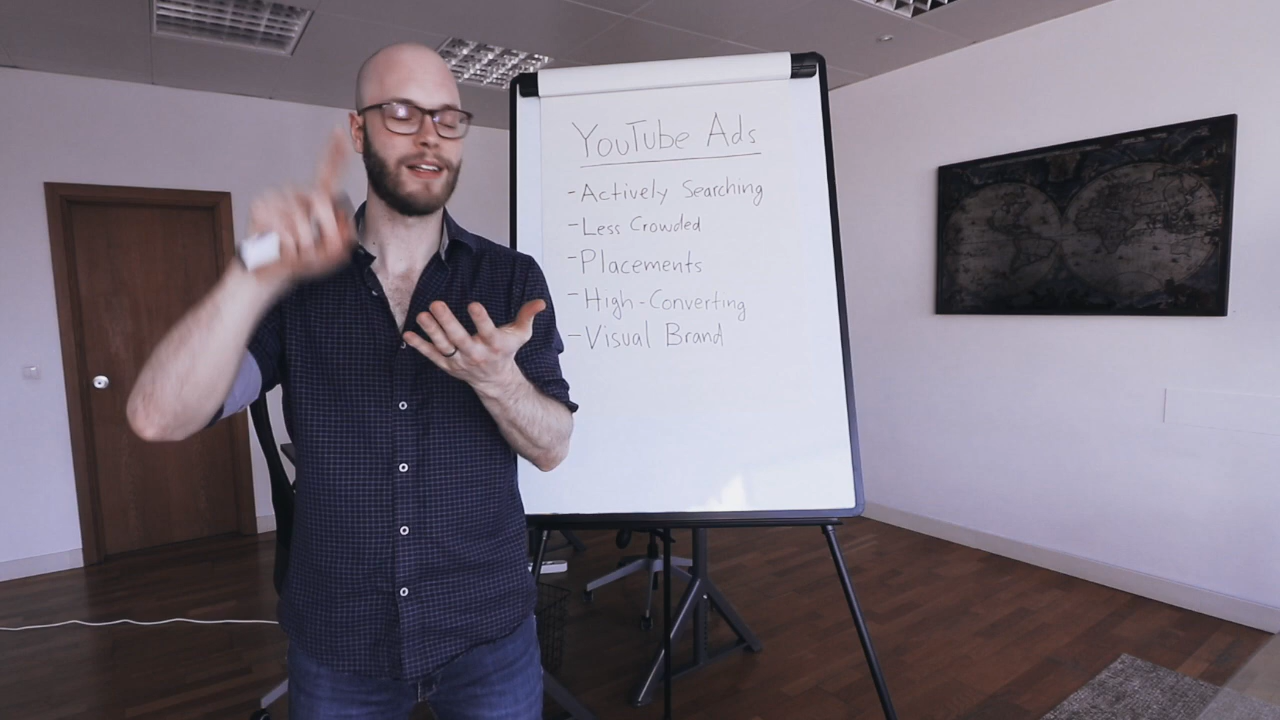 YouTube Ads
-Actively Searching
-Less Crowded
-Placements
-High-Converting
-Visual Brand